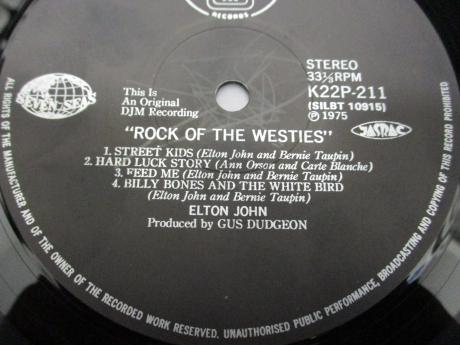 RECORDS
STEREO
33⅓RPM
K22P-211
(SILBT 10915)
Ⓟ1975
JASRAC
SEVEN SEAS
This Is
An Original
DJM Recording
"ROCK OF THE WESTIES"
1. STREET KIDS (Elton John and Bernie Taupin)
2. HARD LUCK STORY (Ann Orson and Carte Blanche)
3. FEED ME (Elton John and Bernie Taupin)
4. BILLY BONES AND THE WHITE BIRD
(Elton John and Bernie Taupin)
ELTON JOHN
Produced by GUS DUDGEON
ALL RIGHTS OF THE MANUFACTURER AND OF THE OWNER OF THE RECORDED WORK RESERVED. UNAUTHORISED PUBLIC PERFORMANCE, BROADCASTING AND COPYING OF THIS RECORD PROHIBITED